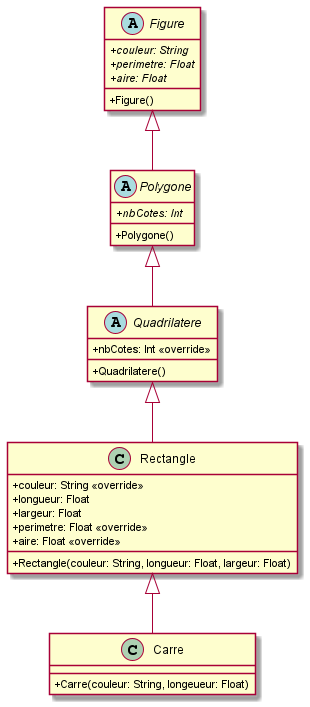 A Figure
+couleur: String
+perimetre: Float
+aire: Float
+Figure()
A Polygone
+nbCotes: Int
+Polygone()
A Quadrilatere
+nbCotes: Int «override»
+Quadrilatere()
C Rectangle
+couleur: String «override»
+longueur: Float
+largeur: Float
+perimetre: Float «override»
+aire: Float «override»
+Rectangle(couleur: String, longueur: Float, largeur: Float)
C Carre
+Carre(couleur: String, longeueur: Float)